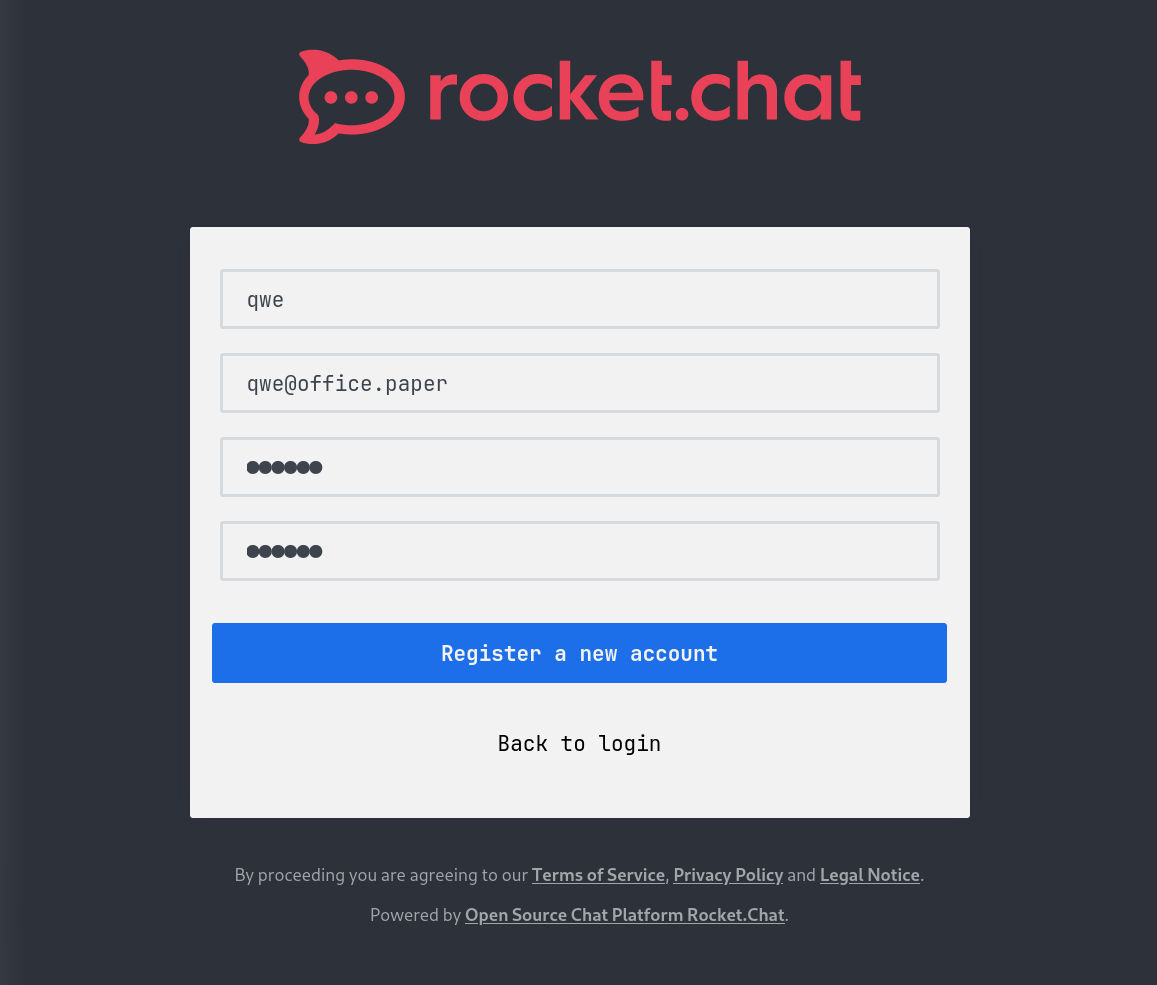 rocket.chat
qwe
qwe@office.paper
●●●●●●
●●●●●●
Register a new account
Back to login
By proceeding you are agreeing to our Terms of Service, Privacy Policy and Legal Notice.
Powered by Open Source Chat Platform Rocket.Chat.